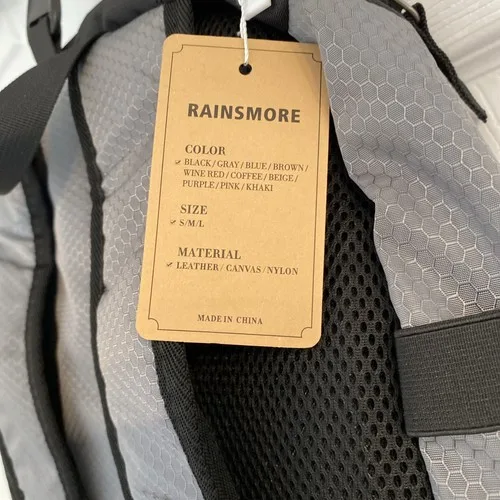 RAINSMORE
COLOR
BLACK/GRAY/BLUE/BROWN/
WINE RED/COFFEE/BEIGE/
PURPLE/PINK/KHAKI
SIZE
S/M/L
MATERIAL
LEATHER/CANVAS/NYLON
MADE IN CHINA